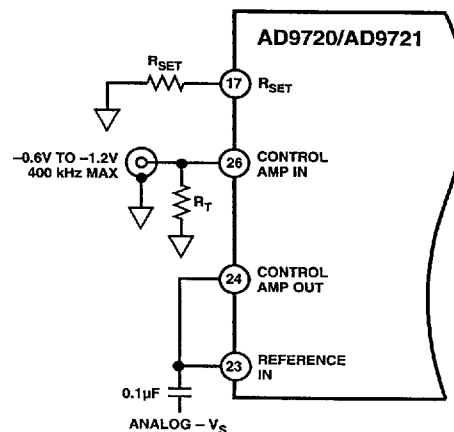 AD9720/AD9721
RSET
17
RSET
–0.6V TO –1.2V
400 kHz MAX
26
CONTROL
AMP IN
RT
24
CONTROL
AMP OUT
23
REFERENCE
IN
0.1µF
ANALOG – VS